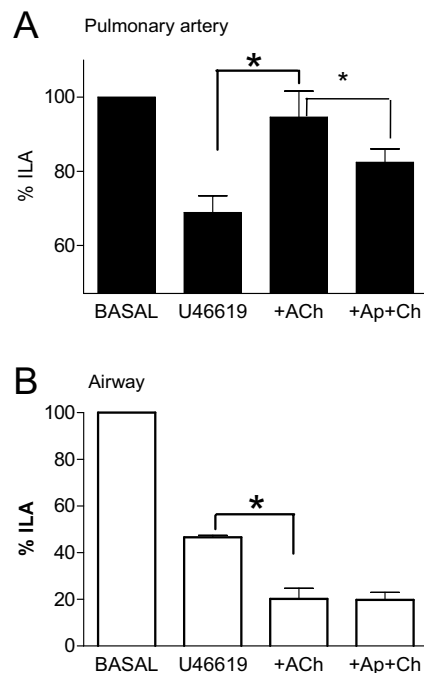 A
Pulmonary artery
*
*
100
80
60
% ILA
BASAL U46619 +ACh +Ap+Ch
B
Airway
100
80
60
40
20
0
*
% ILA
BASAL U46619 +ACh +Ap+Ch